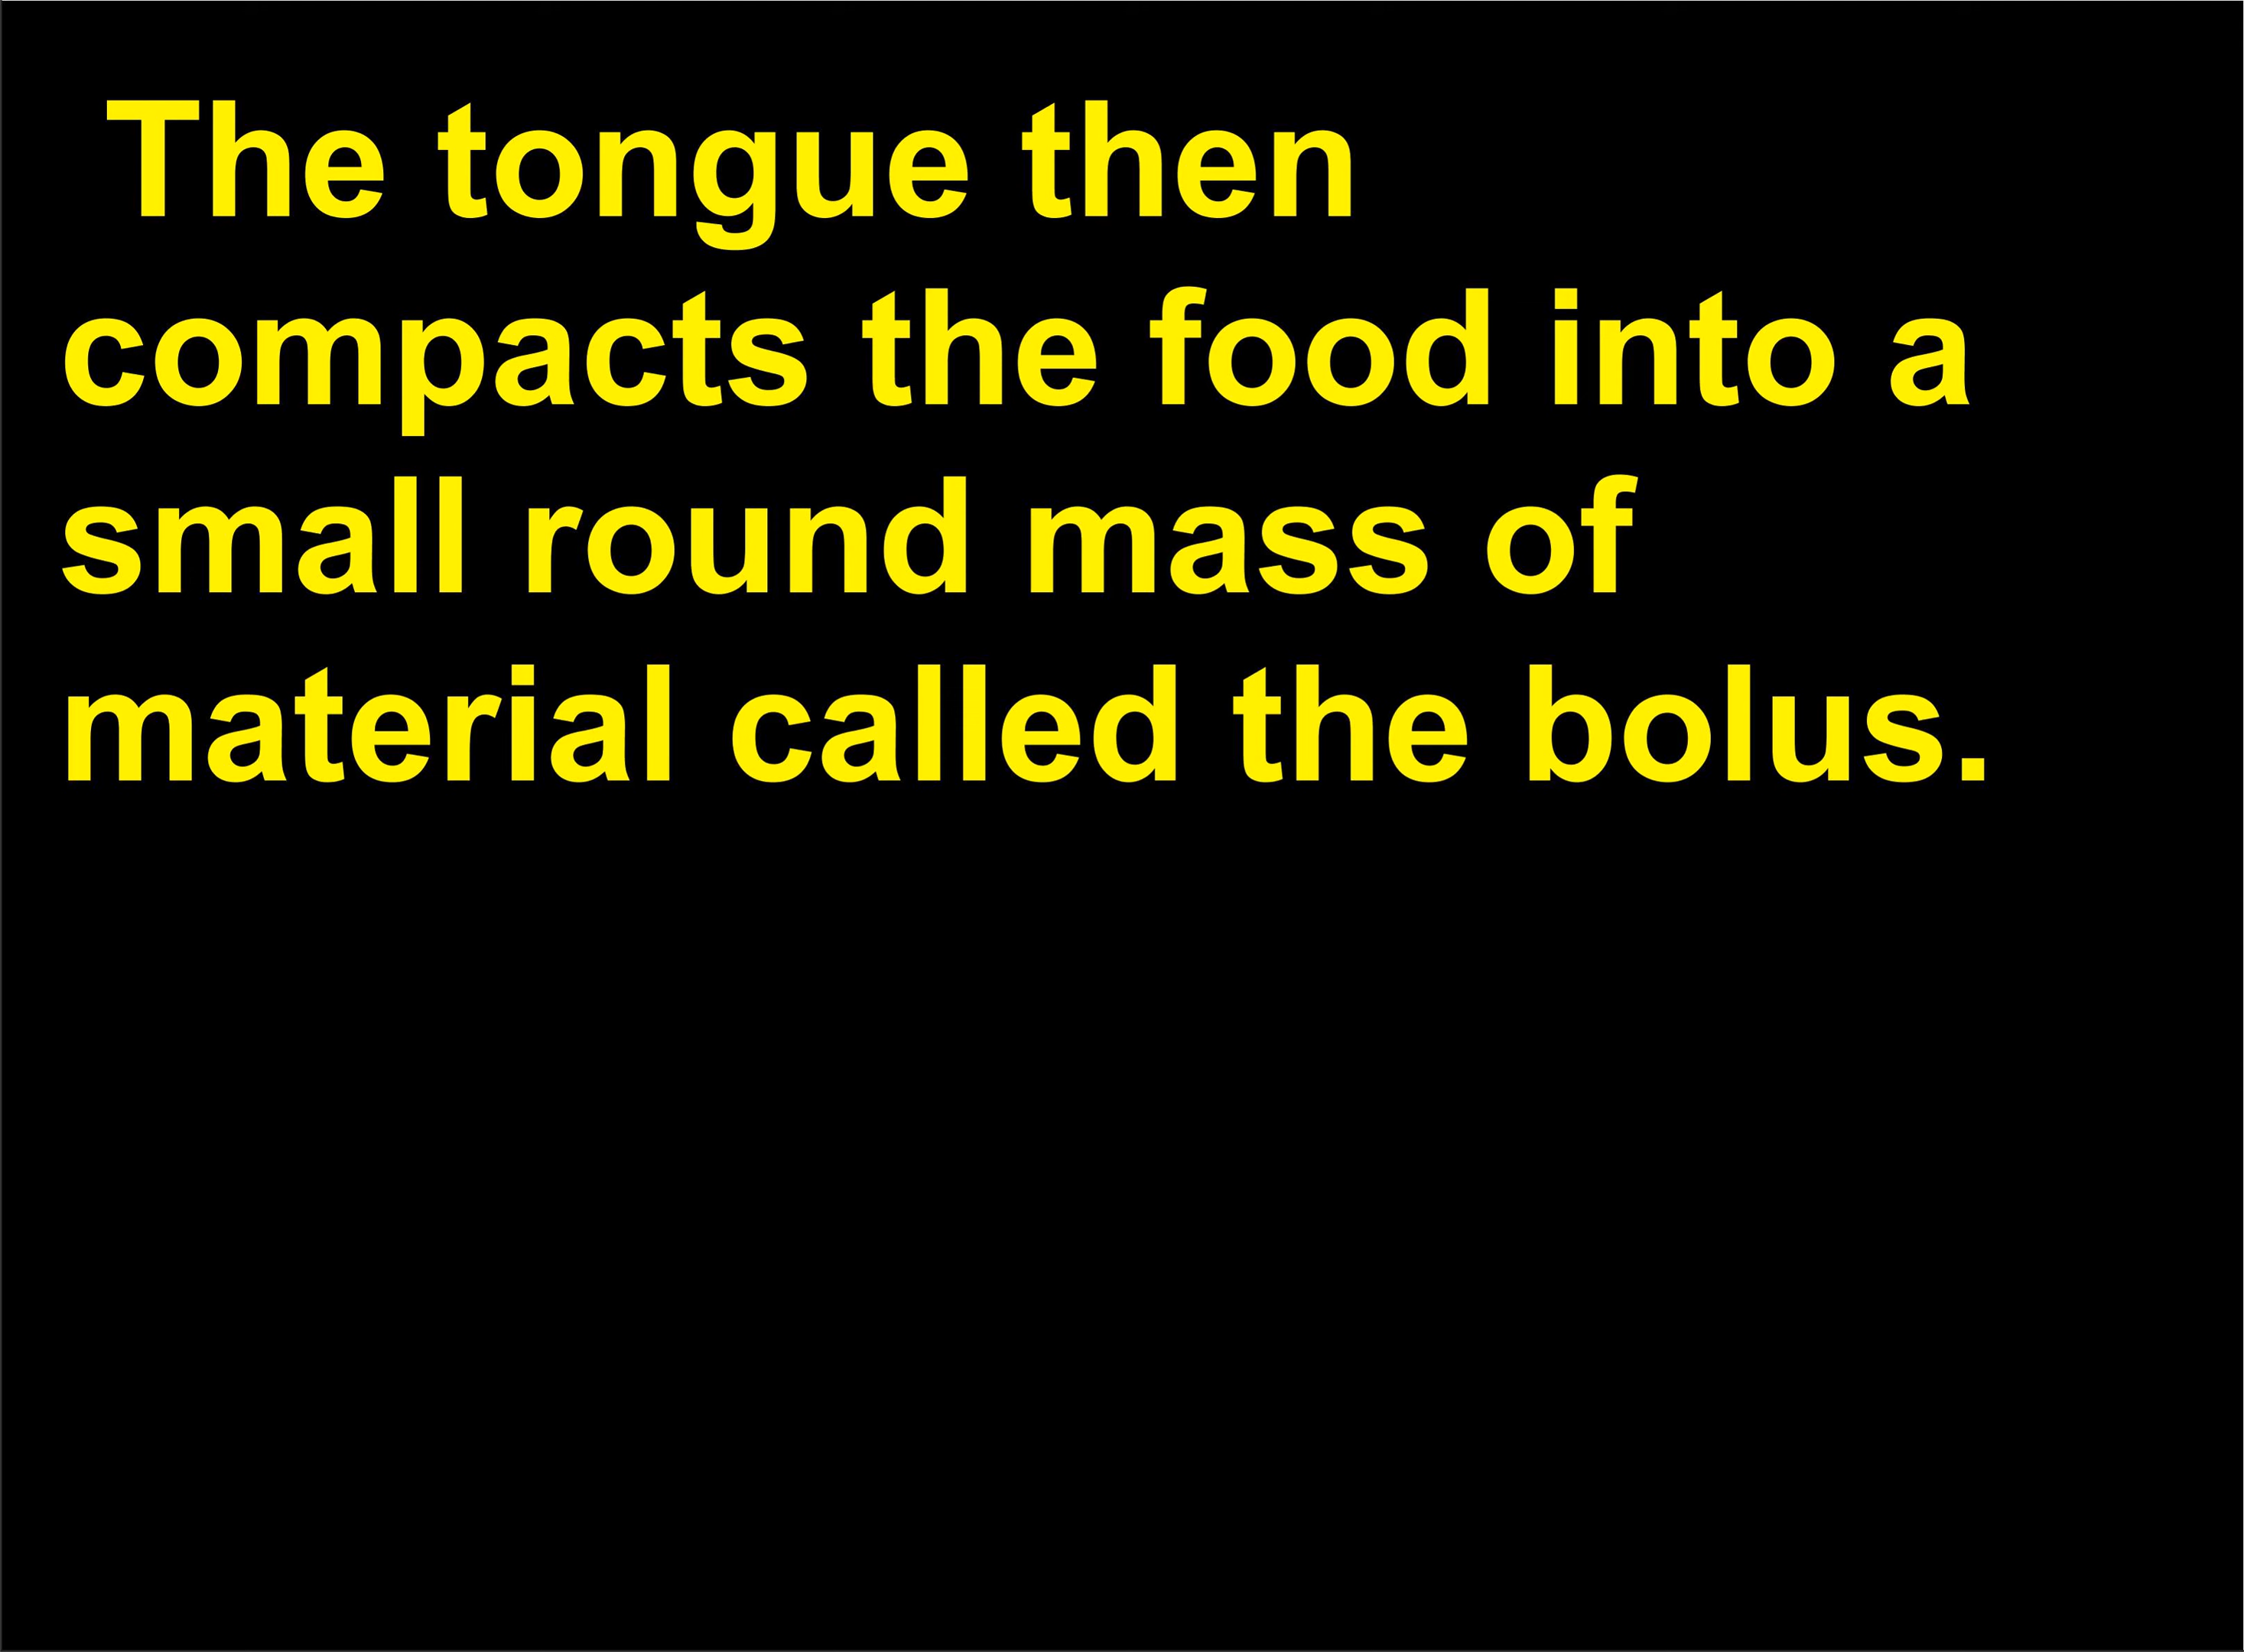 The tongue then
compacts the food into a
small round mass of
material called the bolus.